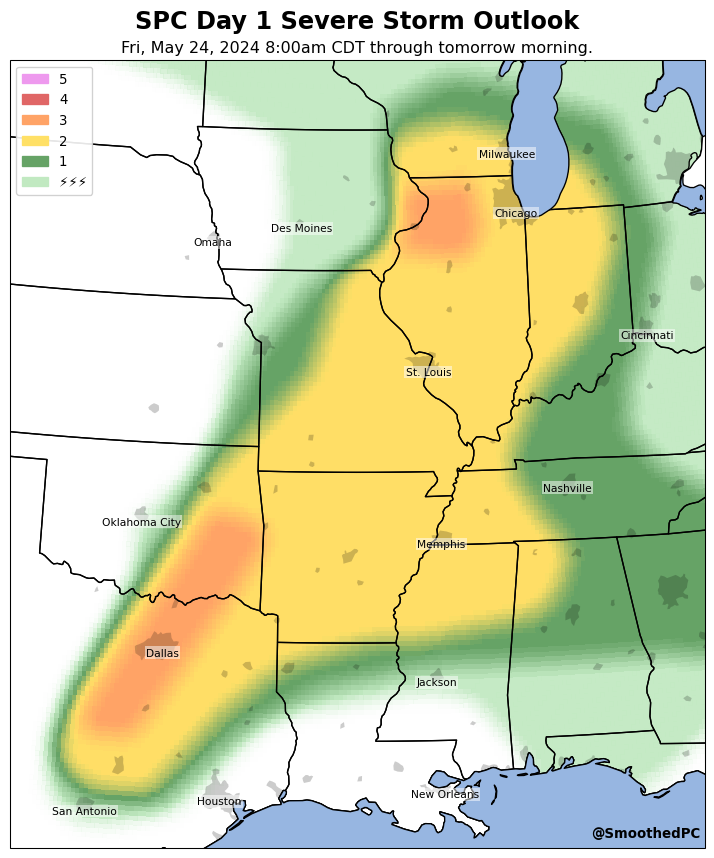 SPC Day 1 Severe Storm Outlook
Fri, May 24, 2024 8:00am CDT through tomorrow morning.
5
4
3
2
1
⚡⚡⚡
Milwaukee
Chicago
Des Moines
Omaha
Cincinnati
St. Louis
Nashville
Oklahoma City
Memphis
Dallas
Jackson
New Orleans
Houston
San Antonio
@SmoothedPC